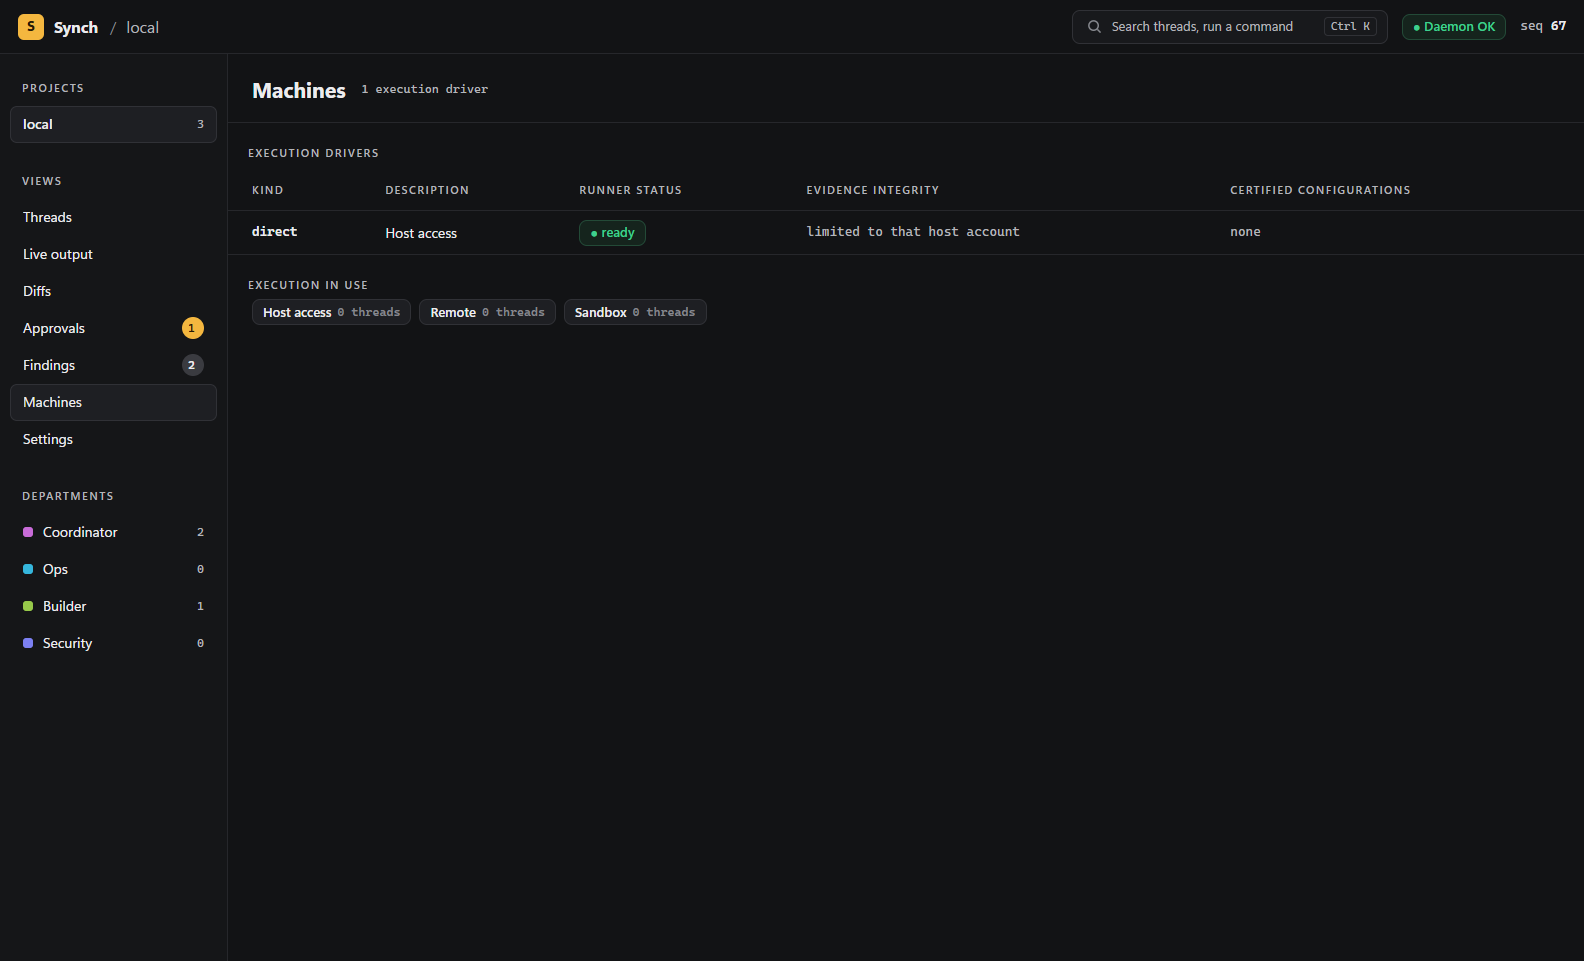 S Synch / local
Search threads, run a command Ctrl K
Daemon OK
seq 67
PROJECTS
local 3
VIEWS
Threads
Live output
Diffs
Approvals 1
Findings 2
Machines
Settings
DEPARTMENTS
Coordinator 2
Ops 0
Builder 1
Security 0
Machines 1 execution driver
EXECUTION DRIVERS
KIND DESCRIPTION RUNNER STATUS EVIDENCE INTEGRITY CERTIFIED CONFIGURATIONS
direct Host access ready limited to that host account none
EXECUTION IN USE
Host access 0 threads Remote 0 threads Sandbox 0 threads